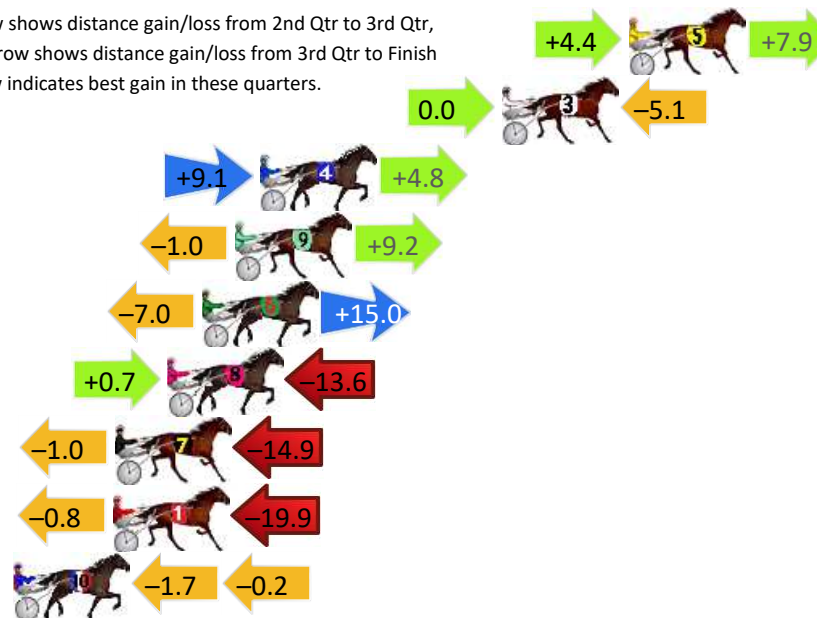 w shows distance gain/loss from 2nd Qtr to 3rd Qtr,
row shows distance gain/loss from 3rd Qtr to Finish
w indicates best gain in these quarters.
+4.4 5 +7.9
0.0 3 –5.1
+9.1 4 +4.8
–1.0 9 +9.2
–7.0 +15.0
+0.7 8 –13.6
–1.0 7 –14.9
–0.8 1 –19.9
10 –1.7 –0.2